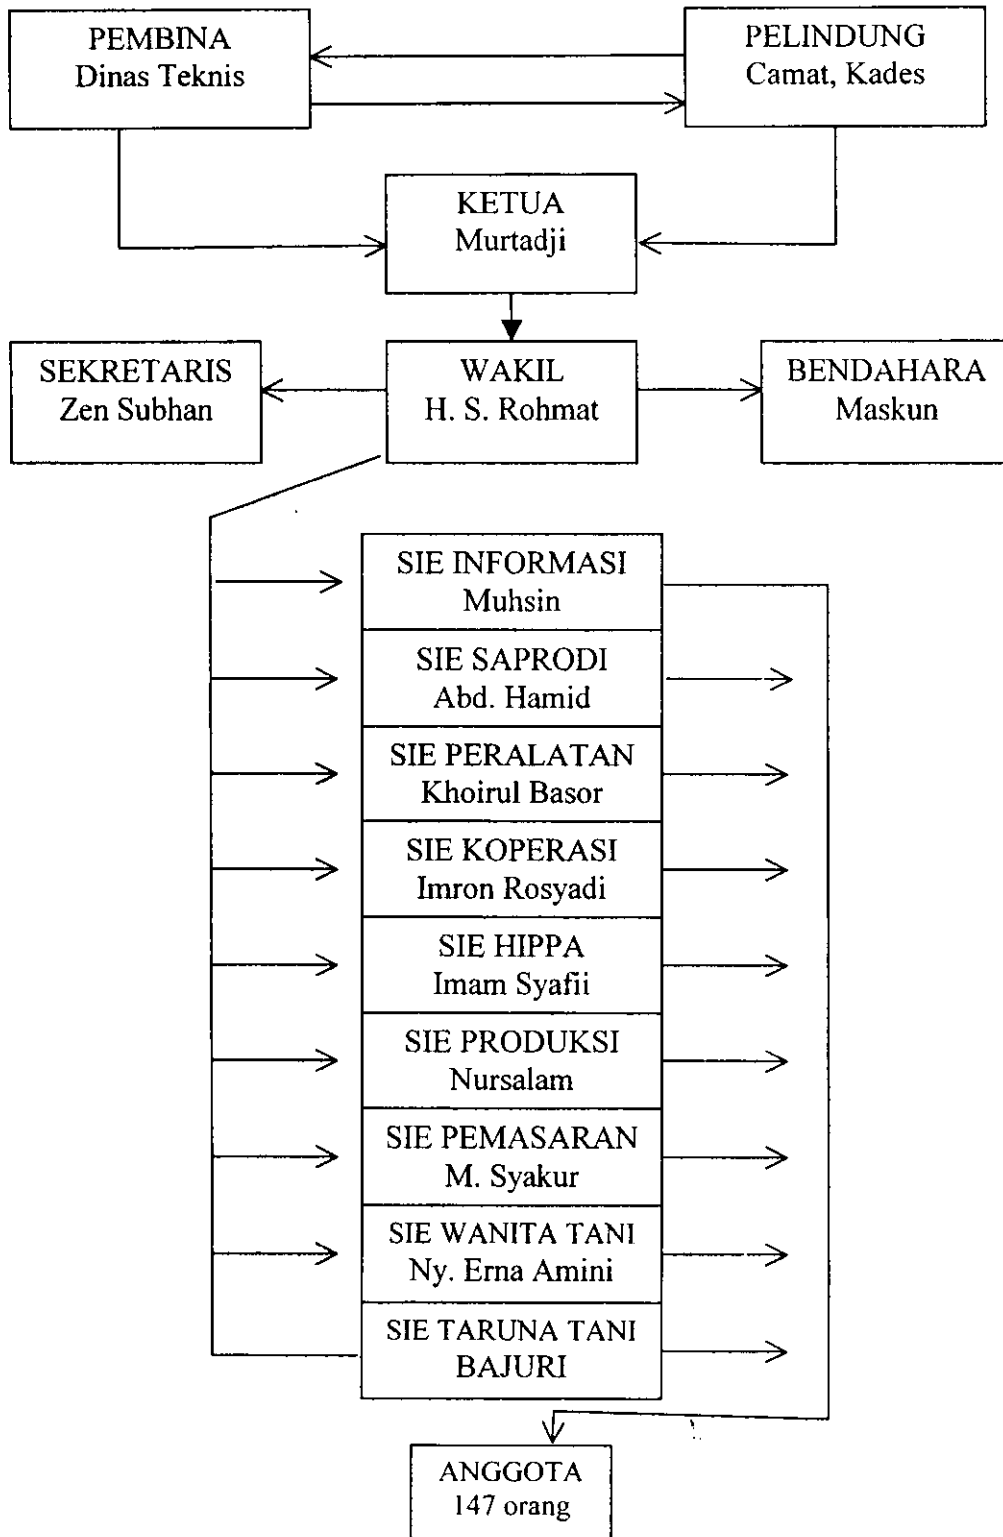 PEMBINA
Dinas Teknis
PELINDUNG
Camat, Kades
KETUA
Murtadji
SEKRETARIS
Zen Subhan
WAKIL
H. S. Rohmat
BENDAHARA
Maskun
SIE INFORMASI
Muhsin
SIE SAPRODI
Abd. Hamid
SIE PERALATAN
Khoirul Basor
SIE KOPERASI
Imron Rosyadi
SIE HIPPA
Imam Syafii
SIE PRODUKSI
Nursalam
SIE PEMASARAN
M. Syakur
SIE WANITA TANI
Ny. Erna Amini
SIE TARUNA TANI
BAJURI
ANGGOTA
147 orang